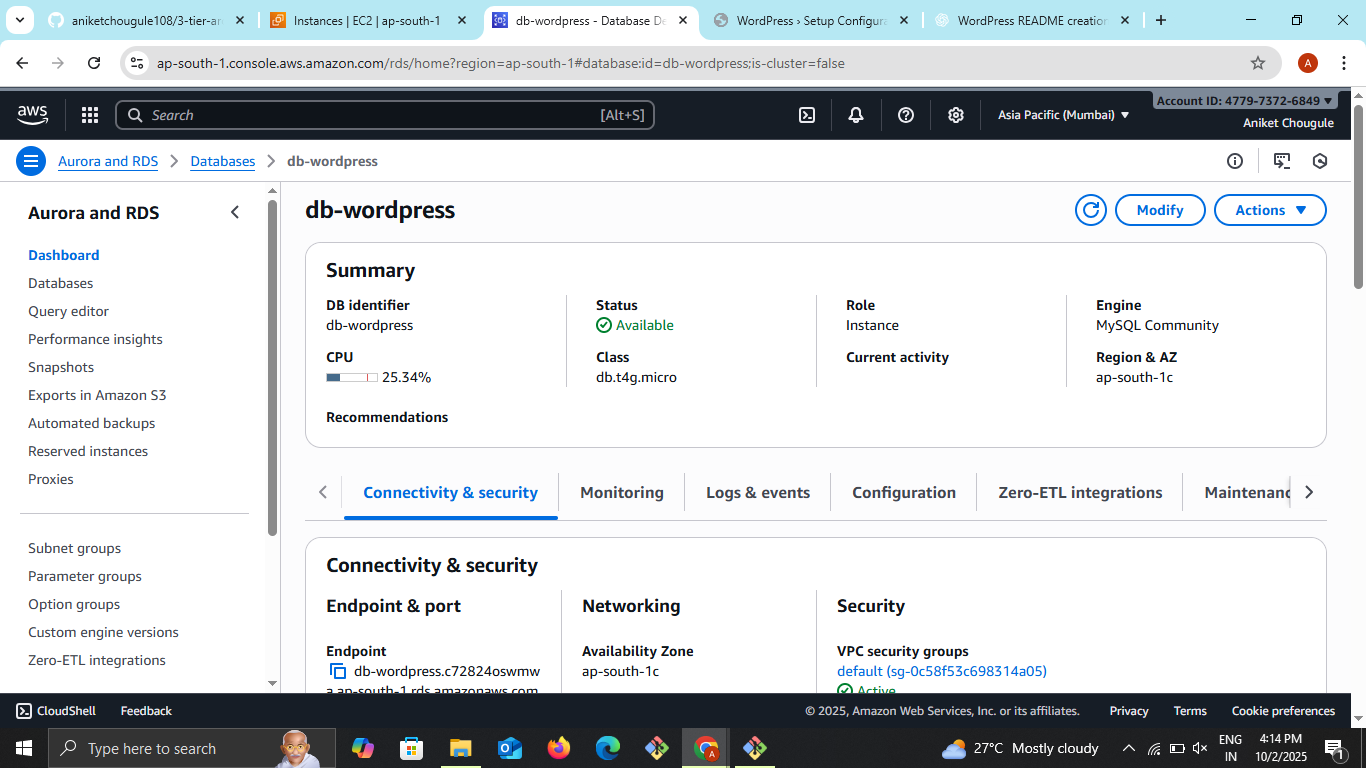 aniketchougule108/3-tier-ar
Instances | EC2 | ap-south-1
db-wordpress - Database De
WordPress › Setup Configura
WordPress README creation
ap-south-1.console.aws.amazon.com/rds/home?region=ap-south-1#database:id=db-wordpress;is-cluster=false
A
aws
Search
[Alt+S]
Asia Pacific (Mumbai)
Account ID: 4779-7372-6849
Aniket Chougule
Aurora and RDS
Databases
db-wordpress
Aurora and RDS
Dashboard
Databases
Query editor
Performance insights
Snapshots
Exports in Amazon S3
Automated backups
Reserved instances
Proxies
Subnet groups
Parameter groups
Option groups
Custom engine versions
Zero-ETL integrations
db-wordpress
Modify
Actions
Summary
DB identifier
db-wordpress
Status
Available
Role
Instance
Engine
MySQL Community
CPU
25.34%
Class
db.t4g.micro
Current activity
Region & AZ
ap-south-1c
Recommendations
Connectivity & security
Monitoring
Logs & events
Configuration
Zero-ETL integrations
Maintenanc
Connectivity & security
Endpoint & port
Endpoint
db-wordpress.c72824oswmw
a.ap-south-1.rds.amazonaws.com
Networking
Availability Zone
ap-south-1c
Security
VPC security groups
default (sg-0c58f53c698314a05)
Active
CloudShell
Feedback
© 2025, Amazon Web Services, Inc. or its affiliates.
Privacy
Terms
Cookie preferences
Type here to search
A
27°C Mostly cloudy
ENG
IN
4:14 PM
10/2/2025
1